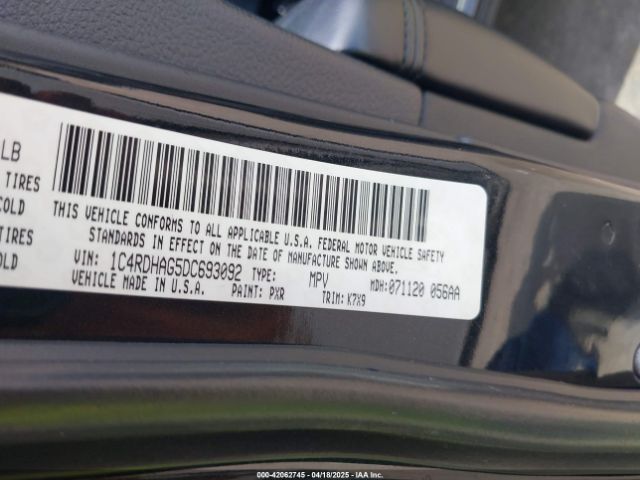 LB
TIRES
COLD
TIRES
COLD
THIS VEHICLE CONFORMS TO ALL APPLICABLE U.S.A. FEDERAL MOTOR VEHICLE SAFETY
STANDARDS IN EFFECT ON THE DATE OF MANUFACTURE SHOWN ABOVE.
VIN: 1C4RDHAG5DC693092 TYPE: MPV MDH:071120 056AA
VEHICLE MADE IN U.S.A. PAINT: PXR TRIM: K7X9
000-42062745 - 04/18/2025 - IAA Inc.